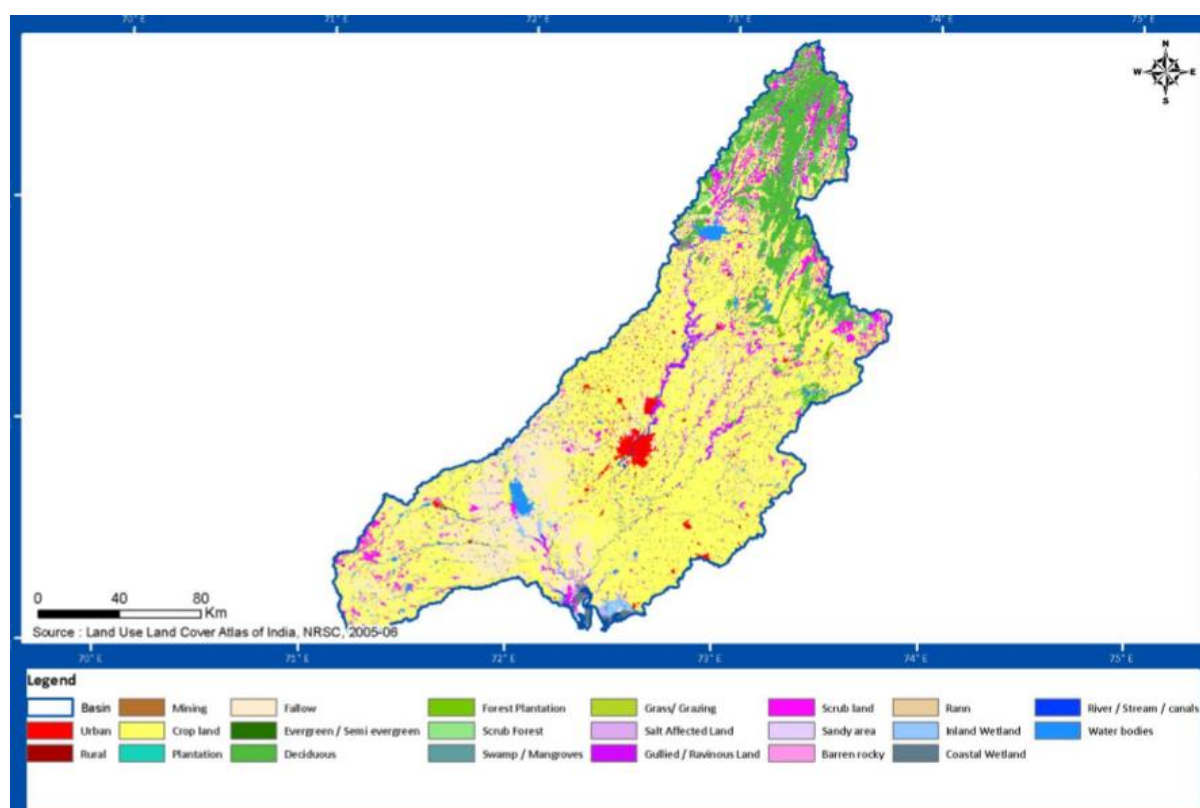 70° E 71° E 72° E 73° E 74° E 75° E
N
W E
S
0 40 80
Km
Source : Land Use Land Cover Atlas of India, NRSC, 2005-06
70° E 71° E 72° E 73° E 74° E 75° E
Legend
Basin Mining Fallow Forest Plantation Grass/ Grazing Scrub land Rann River / Stream / canals
Urban Crop land Evergreen / Semi evergreen Scrub Forest Salt Affected Land Sandy area Inland Wetland Water bodies
Rural Plantation Deciduous Swamp / Mangroves Gullied / Ravinous Land Barren rocky Coastal Wetland